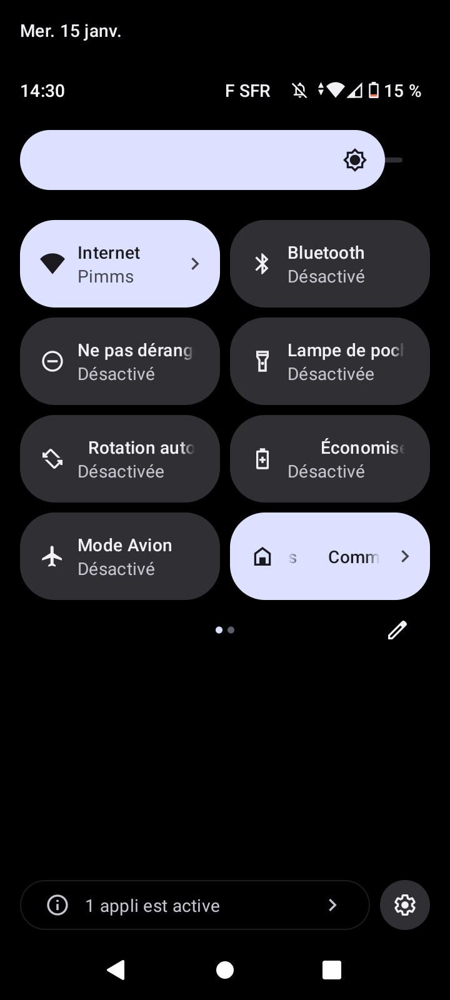 Mer. 15 janv.
14:30 F SFR 15 %
Internet
Pimms
Bluetooth
Désactivé
Ne pas dérang
Désactivé
Lampe de poch
Désactivée
Rotation auto
Désactivée
Économise
Désactivé
Mode Avion
Désactivé
s Comm
1 appli est active